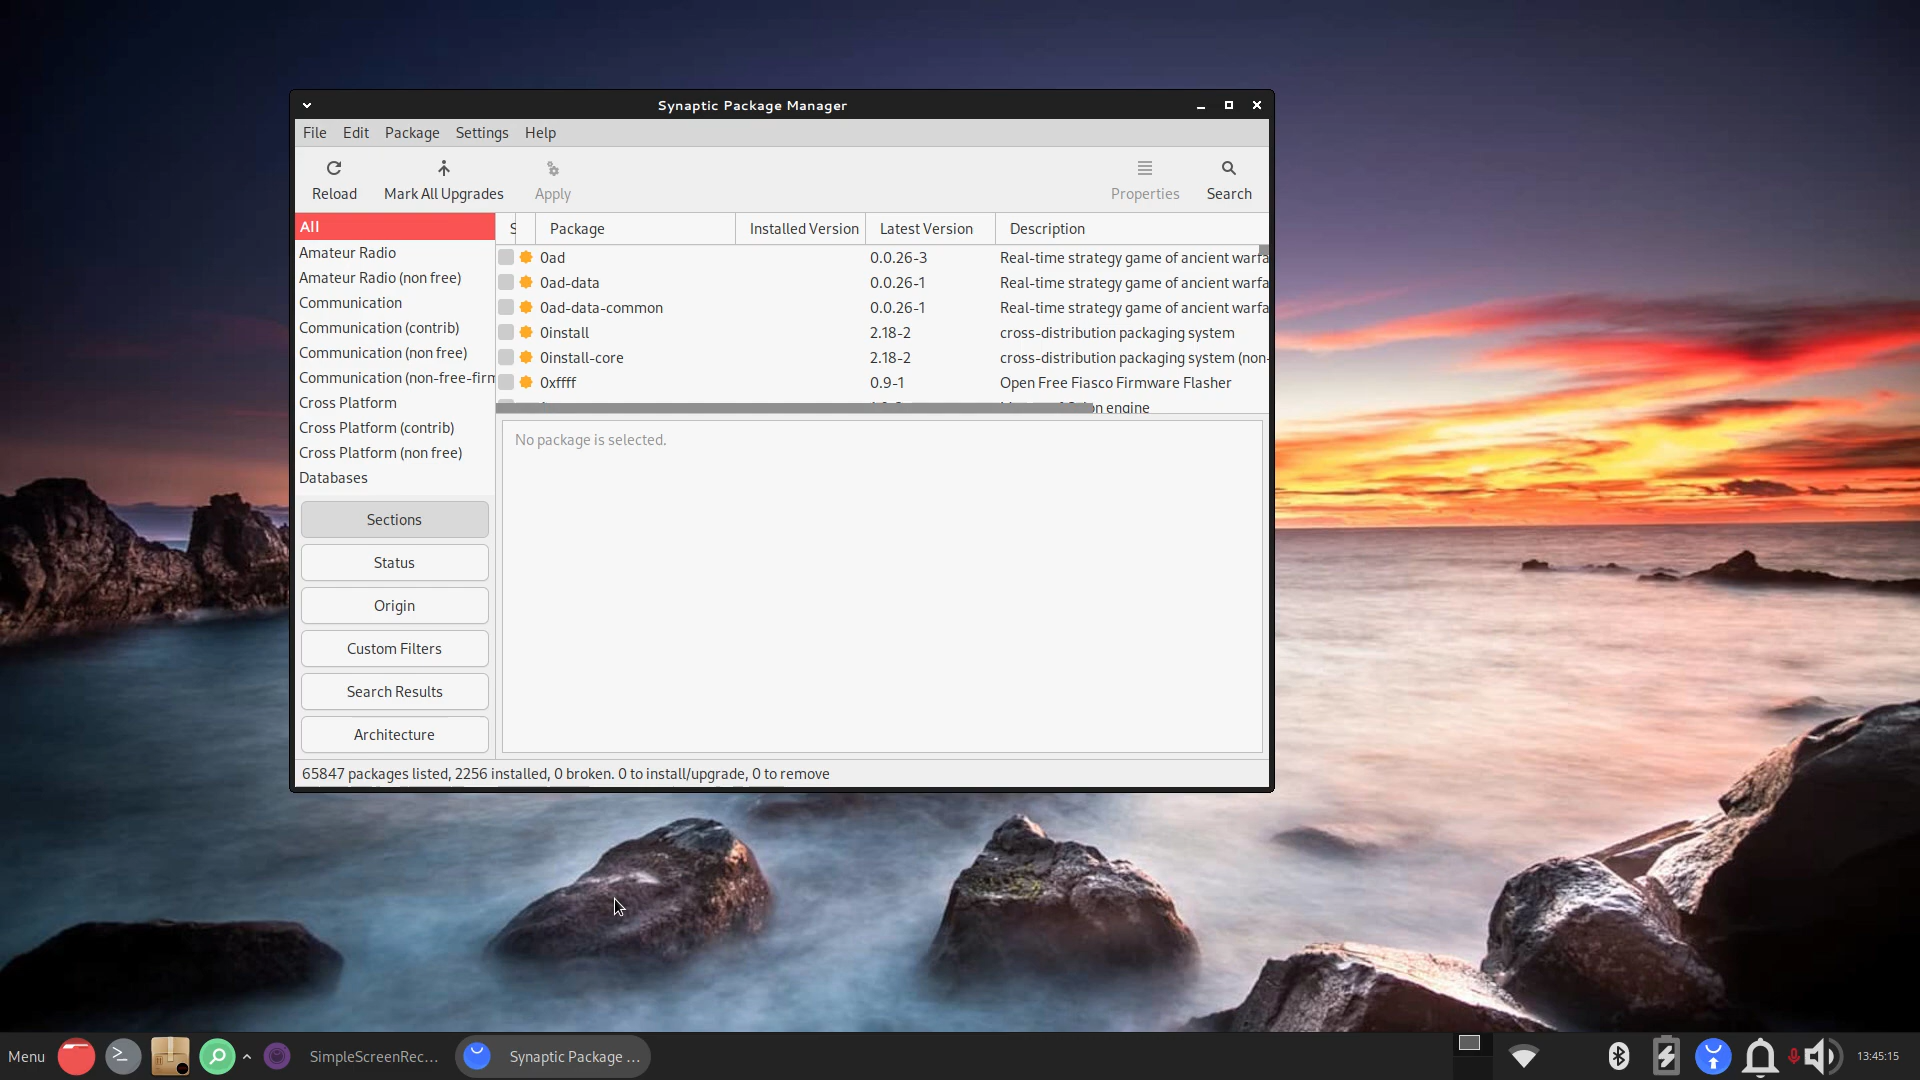 Synaptic Package Manager
File Edit Package Settings Help
Reload Mark All Upgrades Apply Properties Search
All
Amateur Radio
Amateur Radio (non free)
Communication
Communication (contrib)
Communication (non free)
Communication (non-free-firm
Cross Platform
Cross Platform (contrib)
Cross Platform (non free)
Databases
Sections
Status
Origin
Custom Filters
Search Results
Architecture
S Package Installed Version Latest Version Description
0ad 0.0.26-3 Real-time strategy game of ancient warfa
0ad-data 0.0.26-1 Real-time strategy game of ancient warfa
0ad-data-common 0.0.26-1 Real-time strategy game of ancient warfa
0install 2.18-2 cross-distribution packaging system
0install-core 2.18-2 cross-distribution packaging system (non-
0xffff 0.9-1 Open Free Fiasco Firmware Flasher
engine
No package is selected.
65847 packages listed, 2256 installed, 0 broken. 0 to install/upgrade, 0 to remove
Menu SimpleScreenRec... Synaptic Package ... 13:45:15